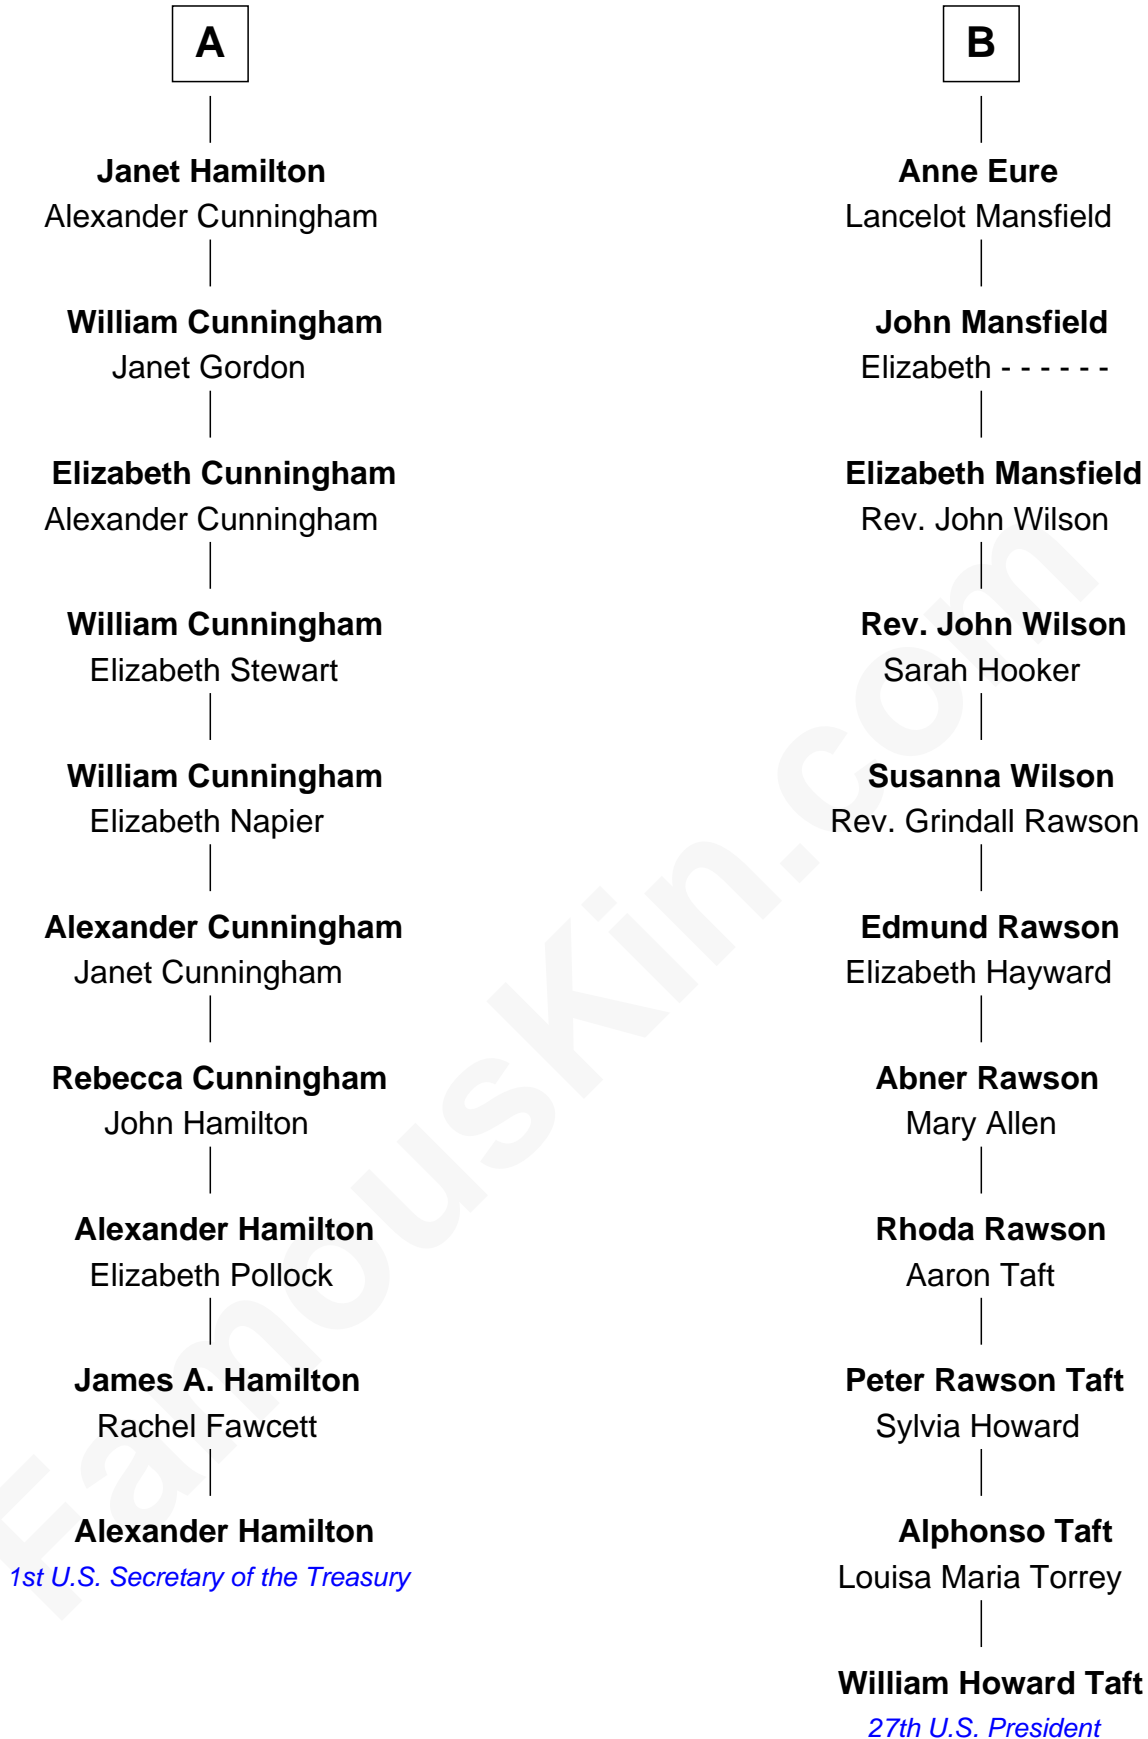 A
Janet Hamilton
Alexander Cunningham
William Cunningham
Janet Gordon
Elizabeth Cunningham
Alexander Cunningham
William Cunningham
Elizabeth Stewart
William Cunningham
Elizabeth Napier
Alexander Cunningham
Janet Cunningham
Rebecca Cunningham
John Hamilton
Alexander Hamilton
Elizabeth Pollock
James A. Hamilton
Rachel Fawcett
Alexander Hamilton
1st U.S. Secretary of the Treasury
B
Anne Eure
Lancelot Mansfield
John Mansfield
Elizabeth - - - - - -
Elizabeth Mansfield
Rev. John Wilson
Rev. John Wilson
Sarah Hooker
Susanna Wilson
Rev. Grindall Rawson
Edmund Rawson
Elizabeth Hayward
Abner Rawson
Mary Allen
Rhoda Rawson
Aaron Taft
Peter Rawson Taft
Sylvia Howard
Alphonso Taft
Louisa Maria Torrey
William Howard Taft
27th U.S. President
FamousKin.com